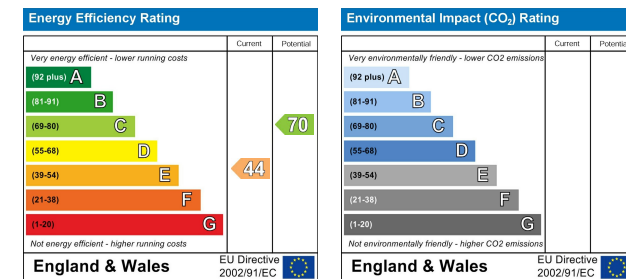 Energy Efficiency Rating
Current Potential
Very energy efficient - lower running costs
(92 plus) A
(81-91) B
(69-80) C
70
(55-68) D
(39-54) E
44
(21-38) F
(1-20) G
Not energy efficient - higher running costs
England & Wales
EU Directive
2002/91/EC
Environmental Impact (CO₂) Rating
Current Potential
Very environmentally friendly - lower CO2 emissions
(92 plus) A
(81-91) B
(69-80) C
(55-68) D
(39-54) E
(21-38) F
(1-20) G
Not environmentally friendly - higher CO2 emissions
England & Wales
EU Directive
2002/91/EC